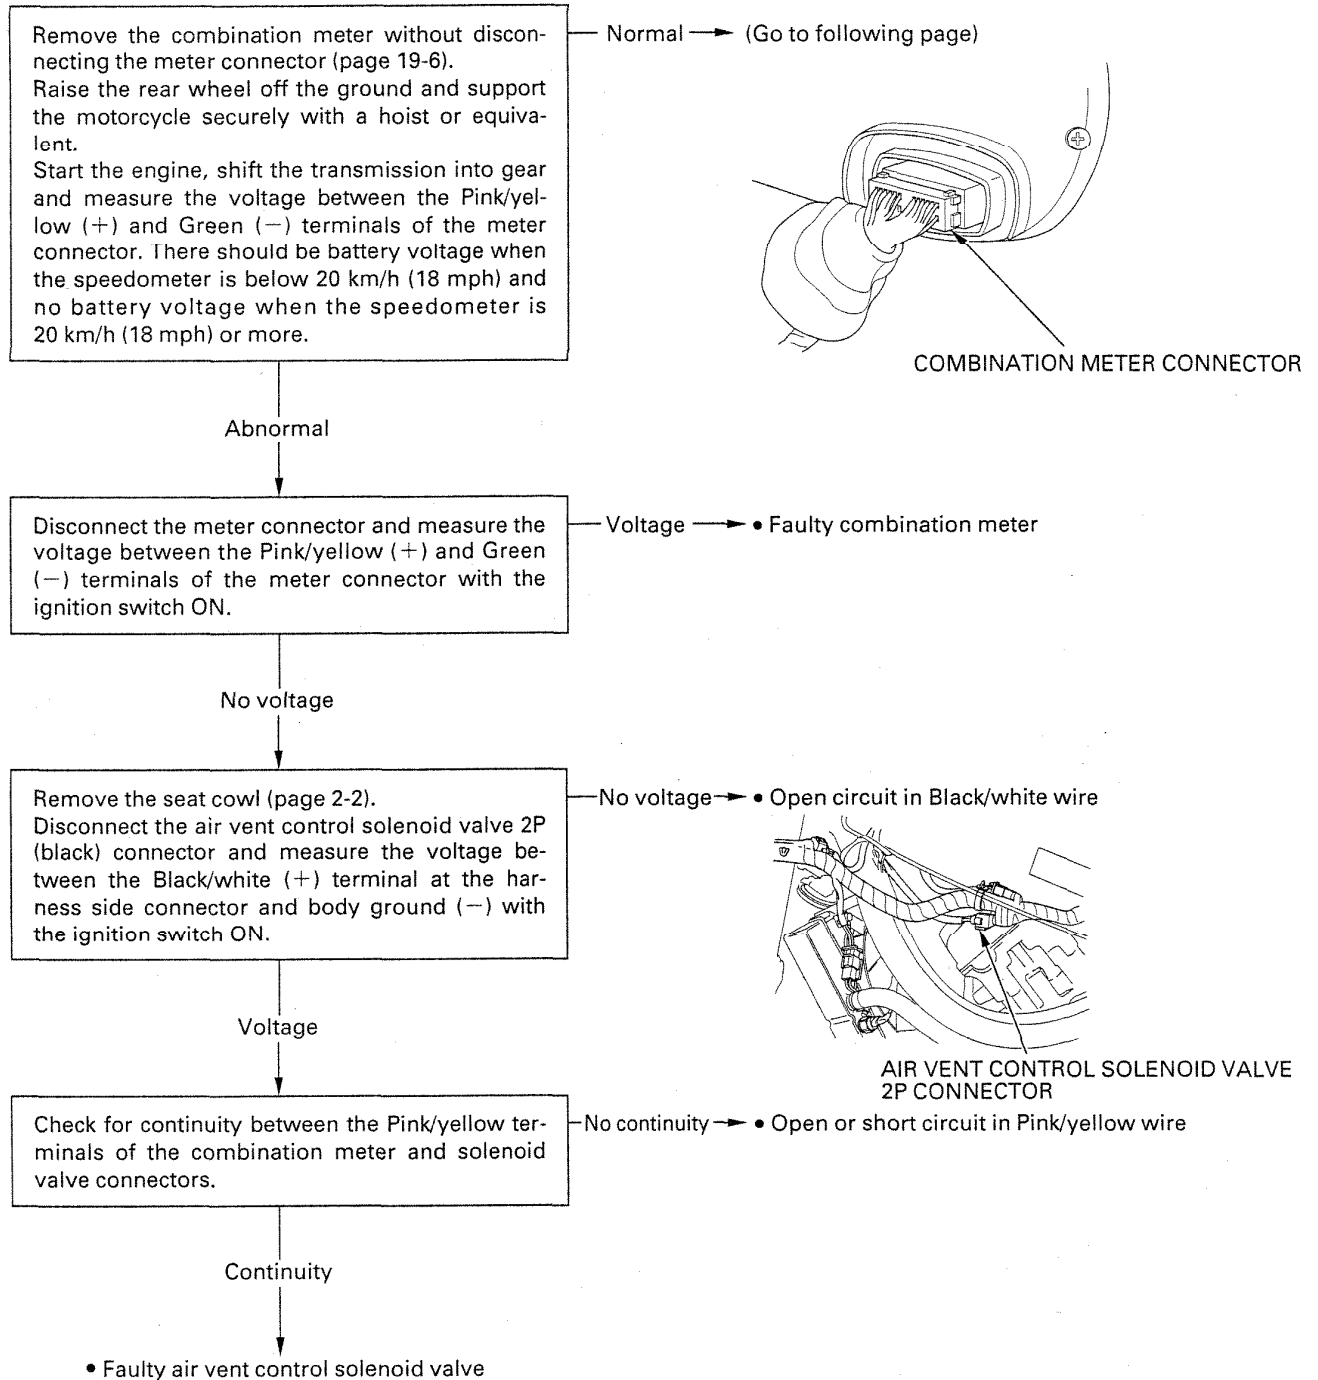 Remove the combination meter without discon-
necting the meter connector (page 19-6).
Raise the rear wheel off the ground and support
the motorcycle securely with a hoist or equiva-
lent.
Start the engine, shift the transmission into gear
and measure the voltage between the Pink/yel-
low (+) and Green (−) terminals of the meter
connector. There should be battery voltage when
the speedometer is below 20 km/h (18 mph) and
no battery voltage when the speedometer is
20 km/h (18 mph) or more.
Normal
(Go to following page)
COMBINATION METER CONNECTOR
Abnormal
Disconnect the meter connector and measure the
voltage between the Pink/yellow (+) and Green
(−) terminals of the meter connector with the
ignition switch ON.
Voltage
• Faulty combination meter
No voltage
Remove the seat cowl (page 2-2).
Disconnect the air vent control solenoid valve 2P
(black) connector and measure the voltage be-
tween the Black/white (+) terminal at the har-
ness side connector and body ground (−) with
the ignition switch ON.
No voltage
• Open circuit in Black/white wire
AIR VENT CONTROL SOLENOID VALVE
2P CONNECTOR
Voltage
Check for continuity between the Pink/yellow ter-
minals of the combination meter and solenoid
valve connectors.
No continuity
• Open or short circuit in Pink/yellow wire
Continuity
• Faulty air vent control solenoid valve